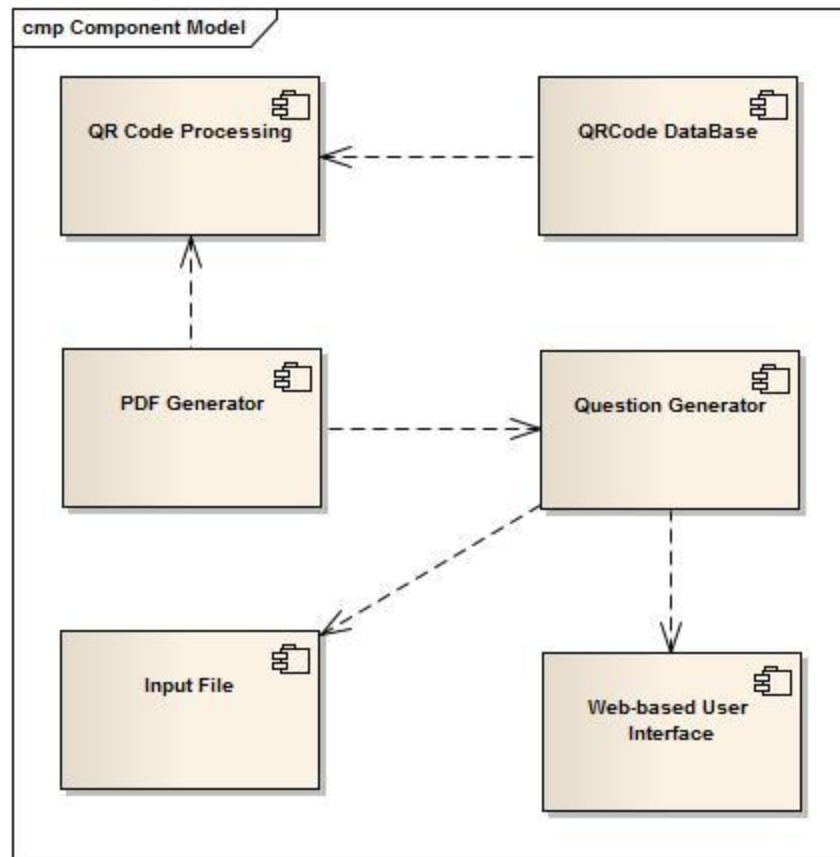 cmp Component Model
QR Code Processing
QRCode DataBase
PDF Generator
Question Generator
Input File
Web-based User
Interface